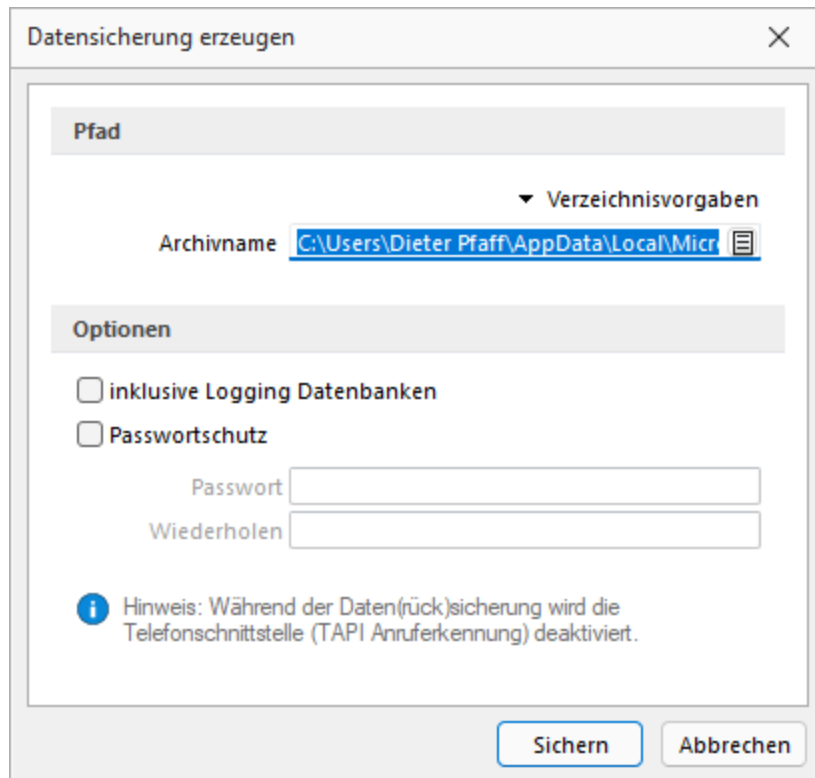 Datensicherung erzeugen
Pfad
Verzeichnisvorgaben
Archivname C:\Users\Dieter Pfaff\AppData\Local\Micr
Optionen
inklusive Logging Datenbanken
Passwortschutz
Passwort
Wiederholen
Hinweis: Während der Daten(rück)sicherung wird die
Telefonschnittstelle (TAPI Anruferkennung) deaktiviert.
Sichern Abbrechen